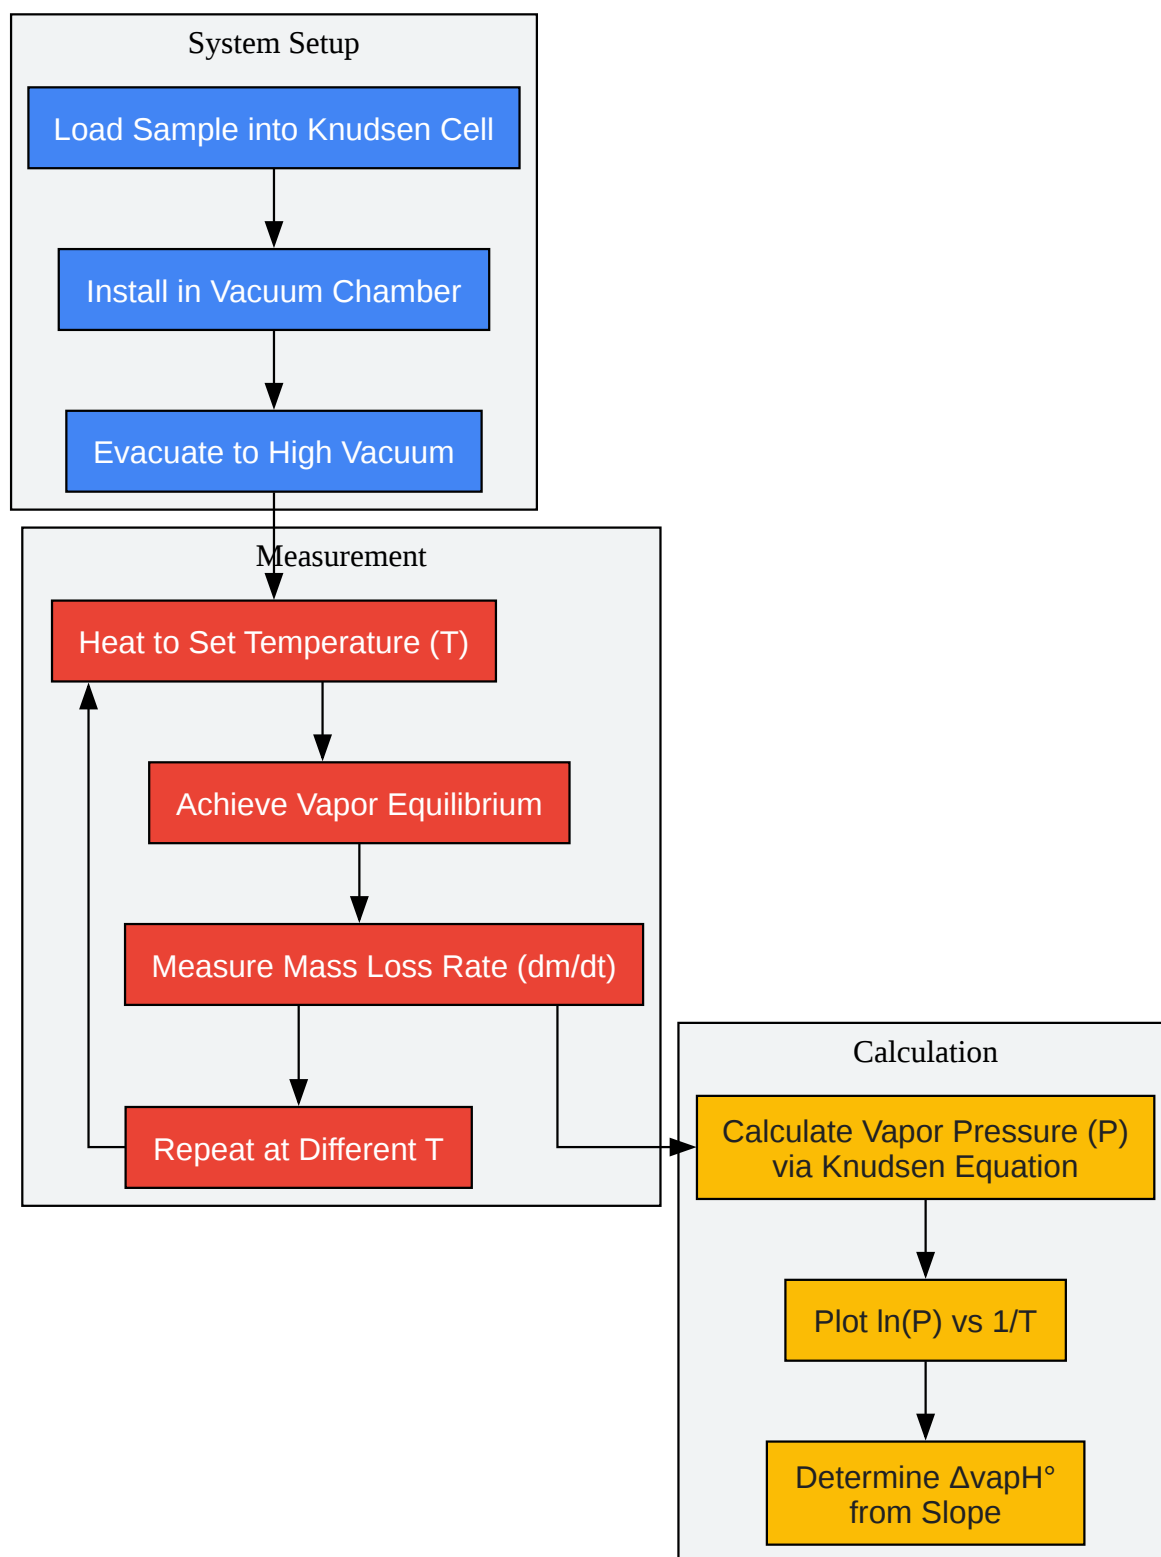 System Setup
Load Sample into Knudsen Cell
Install in Vacuum Chamber
Evacuate to High Vacuum
Measurement
Heat to Set Temperature (T)
Achieve Vapor Equilibrium
Measure Mass Loss Rate (dm/dt)
Repeat at Different T
Calculation
Calculate Vapor Pressure (P)
via Knudsen Equation
Plot ln(P) vs 1/T
Determine ΔvapH°
from Slope